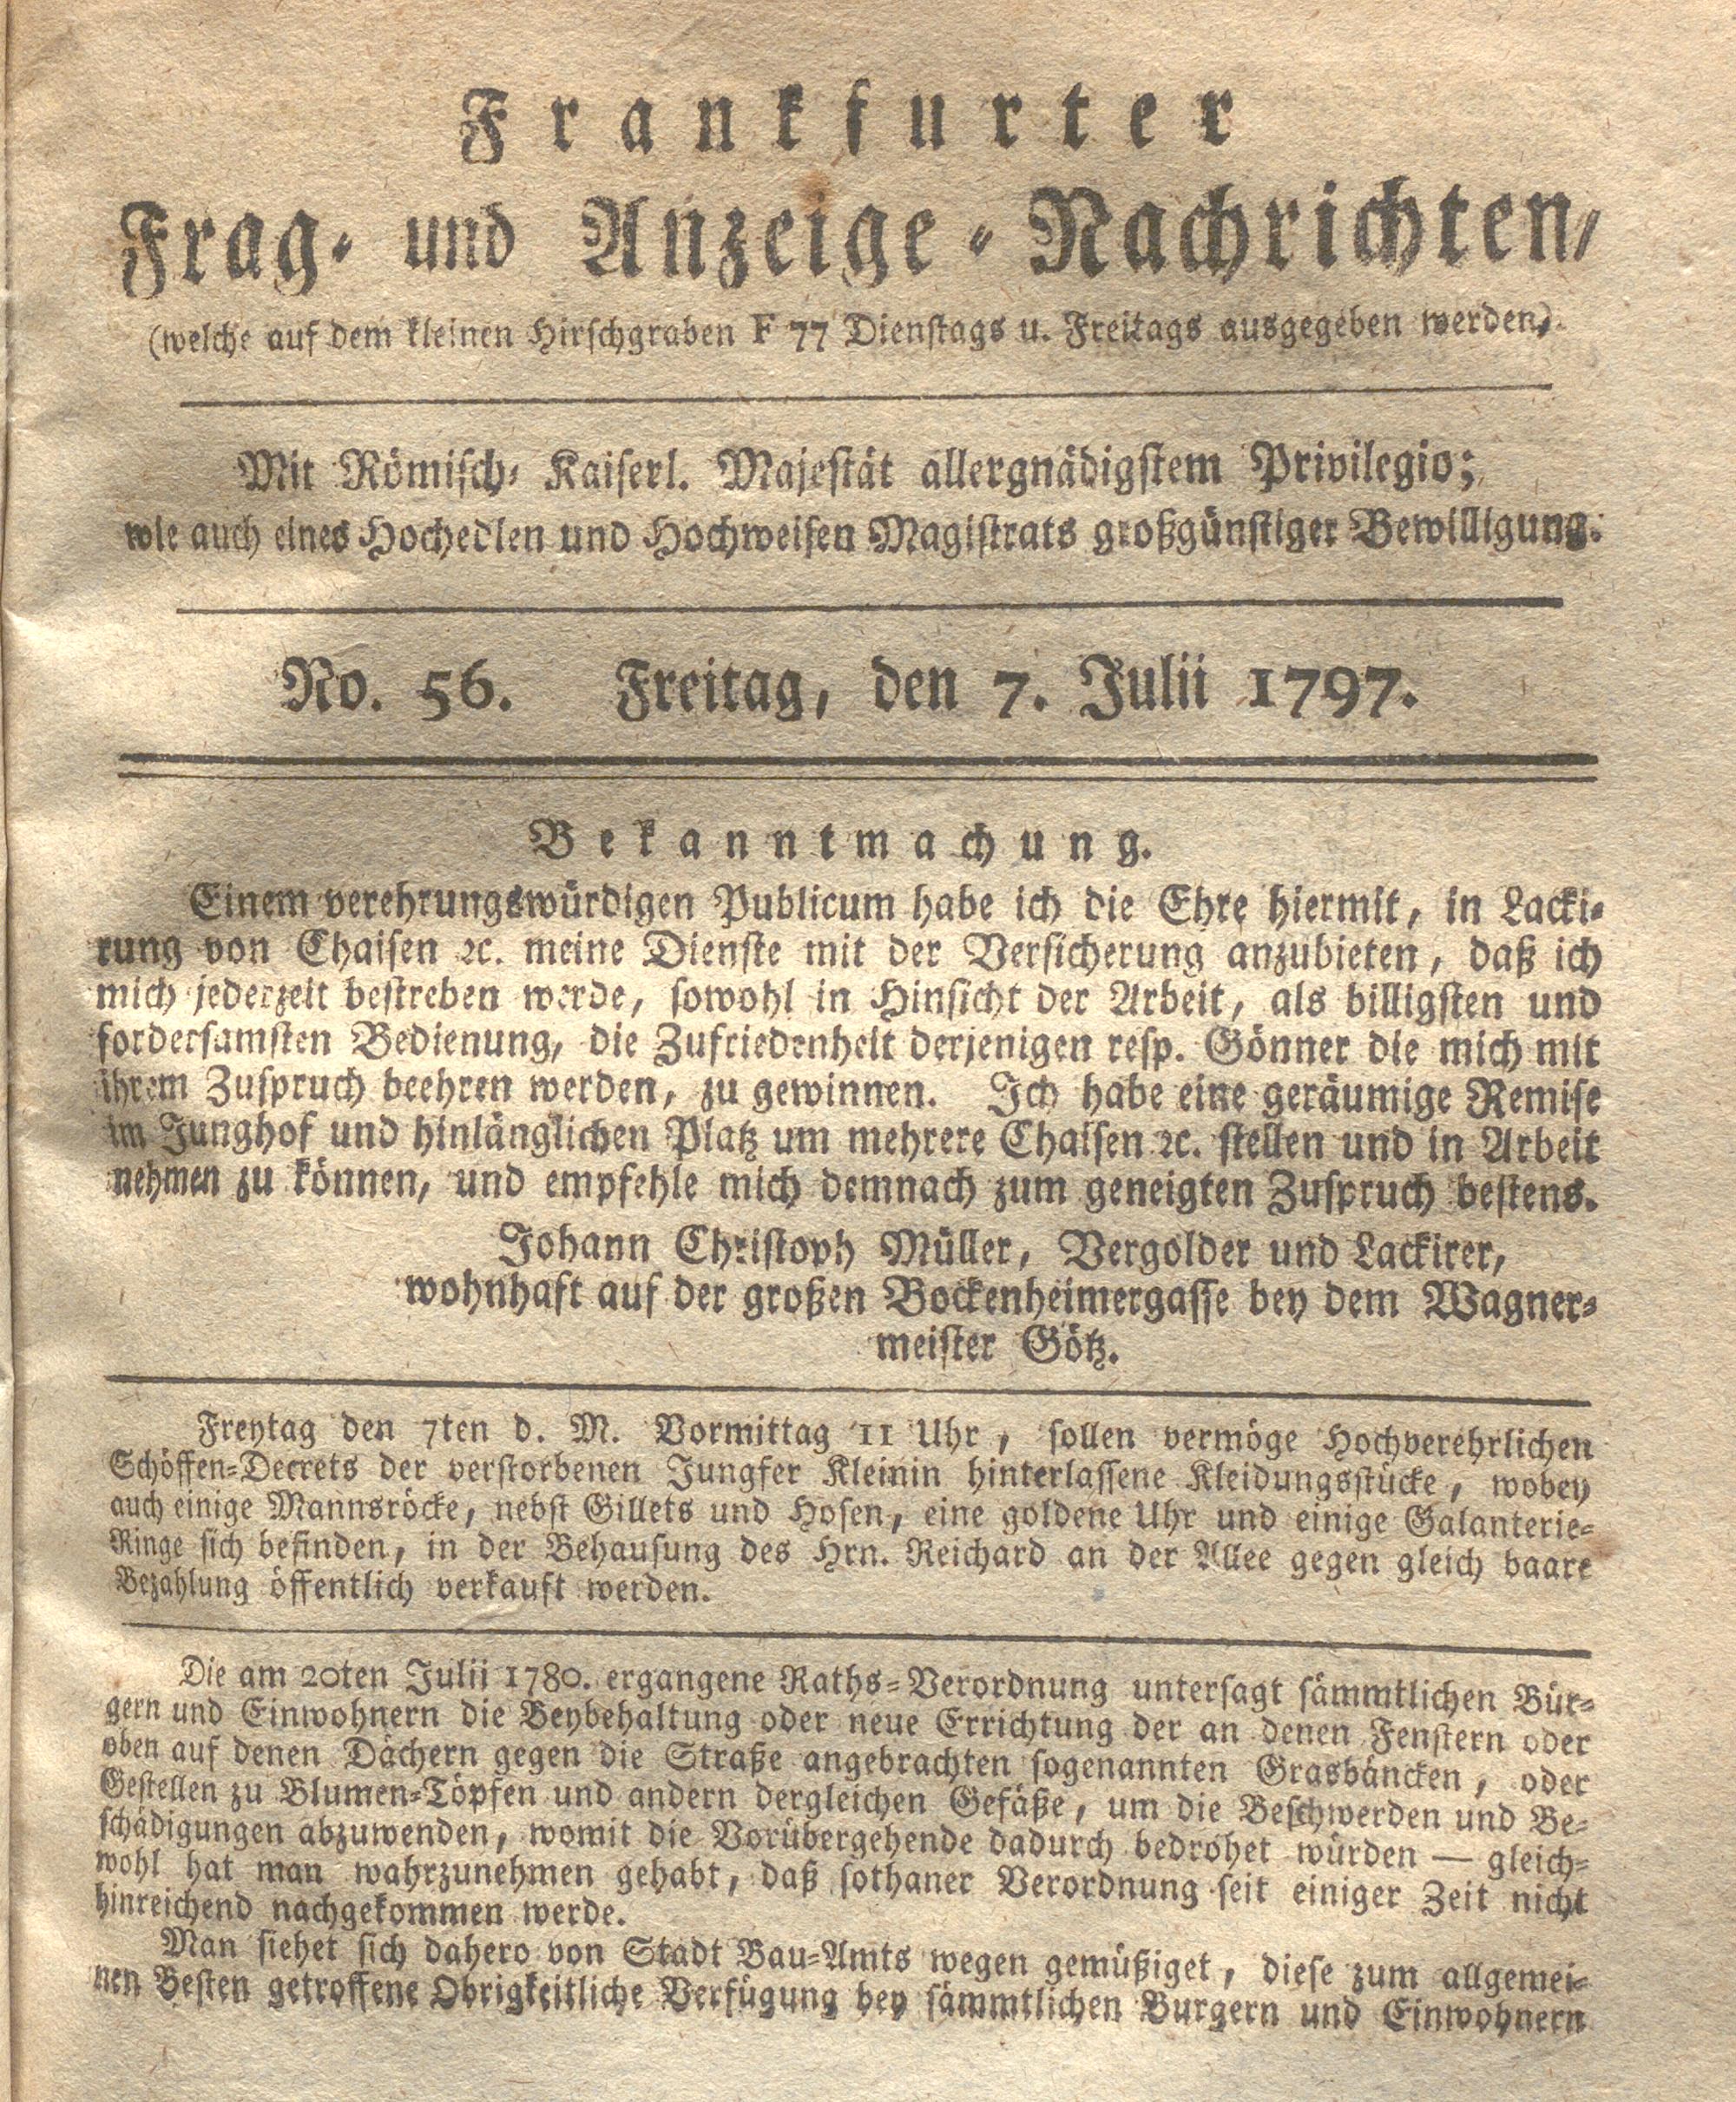 Frankfurter
Frag- und Anzeige-Nachrichten,
(welche auf dem kleinen Hirschgraben F 77 Dienstags u. Freitags ausgegeben werden).
Mit Römisch- Kaiserl. Majestät allergnädigstem Privilegio;
wie auch eines Hochedlen und Hochweisen Magistrats großgünstiger Bewilligung.
No. 56. Freitag, den 7. Julii 1797.
Bekanntmachung.
Einem verehrungswürdigen Publicum habe ich die Ehre hiermit, in Lacki-
rung von Chaisen ꝛc. meine Dienste mit der Versicherung anzubieten, daß ich
mich jederzeit bestreben werde, sowohl in Hinsicht der Arbeit, als billigsten und
fordersamsten Bedienung, die Zufriedenheit derjenigen resp. Gönner die mich mit
ihrem Zuspruch beehren werden, zu gewinnen. Ich habe eine geräumige Remise
im Junghof und hinlänglichen Platz um mehrere Chaisen ꝛc. stellen und in Arbeit
nehmen zu können, und empfehle mich demnach zum geneigten Zuspruch bestens.
Johann Christoph Müller, Vergolder und Lackirer,
wohnhaft auf der großen Bockenheimergasse bey dem Wagner-
meister Götz.
Freytag den 7ten d. M. Vormittag 11 Uhr, sollen vermöge Hochverehrlichen
Schöffen-Decrets der verstorbenen Jungfer Kleinin hinterlassene Kleidungsstücke, wobey
auch einige Mannsröcke, nebst Gillets und Hosen, eine goldene Uhr und einige Galanterie-
Ringe sich befinden, in der Behausung des Hrn. Reichard an der Allee gegen gleich baare
Bezahlung öffentlich verkauft werden.
Die am 20ten Julii 1780. ergangene Raths-Verordnung untersagt sämmtlichen Bür-
gern und Einwohnern die Beybehaltung oder neue Errichtung der an denen Fenstern oder
oben auf denen Dächern gegen die Straße angebrachten sogenannten Grasbäncken, oder
Gestellen zu Blumen-Töpfen und andern dergleichen Gefäße, um die Beschwerden und Be-
schädigungen abzuwenden, womit die Vorübergehende dadurch bedrohet würden — gleich-
wohl hat man wahrzunehmen gehabt, daß sothaner Verordnung seit einiger Zeit nicht
hinreichend nachgekommen werde.
Man siehet sich dahero von Stadt Bau-Amts wegen gemüßiget, diese zum allgemei-
nen Besten getroffene Obrigkeitliche Verfügung bey sämmtlichen Burgern und Einwohnern